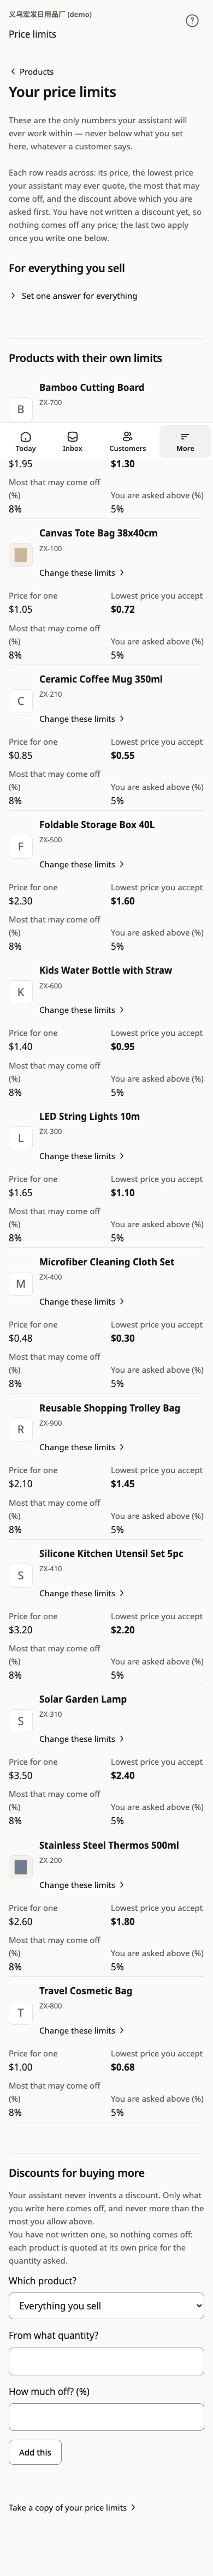 义乌宏发日用品厂 (demo)
Price limits
Products
Your price limits
These are the only numbers your assistant will
ever work within — never below what you set
here, whatever a customer says.
Each row reads across: its price, the lowest price
your assistant may ever quote, the most that may
come off, and the discount above which you are
asked first. You have not written a discount yet, so
nothing comes off any price; the last two apply
once you write one below.
For everything you sell
Set one answer for everything
Products with their own limits
Bamboo Cutting Board
ZX-700
B
Today
Inbox
Customers
More
$1.95
$1.30
Most that may come off
(%)
You are asked above (%)
8%
5%
Canvas Tote Bag 38x40cm
ZX-100
Change these limits
Price for one
Lowest price you accept
$1.05
$0.72
Most that may come off
(%)
You are asked above (%)
8%
5%
Ceramic Coffee Mug 350ml
ZX-210
C
Change these limits
Price for one
Lowest price you accept
$0.85
$0.55
Most that may come off
(%)
You are asked above (%)
8%
5%
Foldable Storage Box 40L
ZX-500
F
Change these limits
Price for one
Lowest price you accept
$2.30
$1.60
Most that may come off
(%)
You are asked above (%)
8%
5%
Kids Water Bottle with Straw
ZX-600
K
Change these limits
Price for one
Lowest price you accept
$1.40
$0.95
Most that may come off
(%)
You are asked above (%)
8%
5%
LED String Lights 10m
ZX-300
L
Change these limits
Price for one
Lowest price you accept
$1.65
$1.10
Most that may come off
(%)
You are asked above (%)
8%
5%
Microfiber Cleaning Cloth Set
ZX-400
M
Change these limits
Price for one
Lowest price you accept
$0.48
$0.30
Most that may come off
(%)
You are asked above (%)
8%
5%
Reusable Shopping Trolley Bag
ZX-900
R
Change these limits
Price for one
Lowest price you accept
$2.10
$1.45
Most that may come off
(%)
You are asked above (%)
8%
5%
Silicone Kitchen Utensil Set 5pc
ZX-410
S
Change these limits
Price for one
Lowest price you accept
$3.20
$2.20
Most that may come off
(%)
You are asked above (%)
8%
5%
Solar Garden Lamp
ZX-310
S
Change these limits
Price for one
Lowest price you accept
$3.50
$2.40
Most that may come off
(%)
You are asked above (%)
8%
5%
Stainless Steel Thermos 500ml
ZX-200
Change these limits
Price for one
Lowest price you accept
$2.60
$1.80
Most that may come off
(%)
You are asked above (%)
8%
5%
Travel Cosmetic Bag
ZX-800
T
Change these limits
Price for one
Lowest price you accept
$1.00
$0.68
Most that may come off
(%)
You are asked above (%)
8%
5%
Discounts for buying more
Your assistant never invents a discount. Only what
you write here comes off, and never more than the
most you allow above.
You have not written one, so nothing comes off:
each product is quoted at its own price for the
quantity asked.
Which product?
Everything you sell
From what quantity?
How much off? (%)
Add this
Take a copy of your price limits